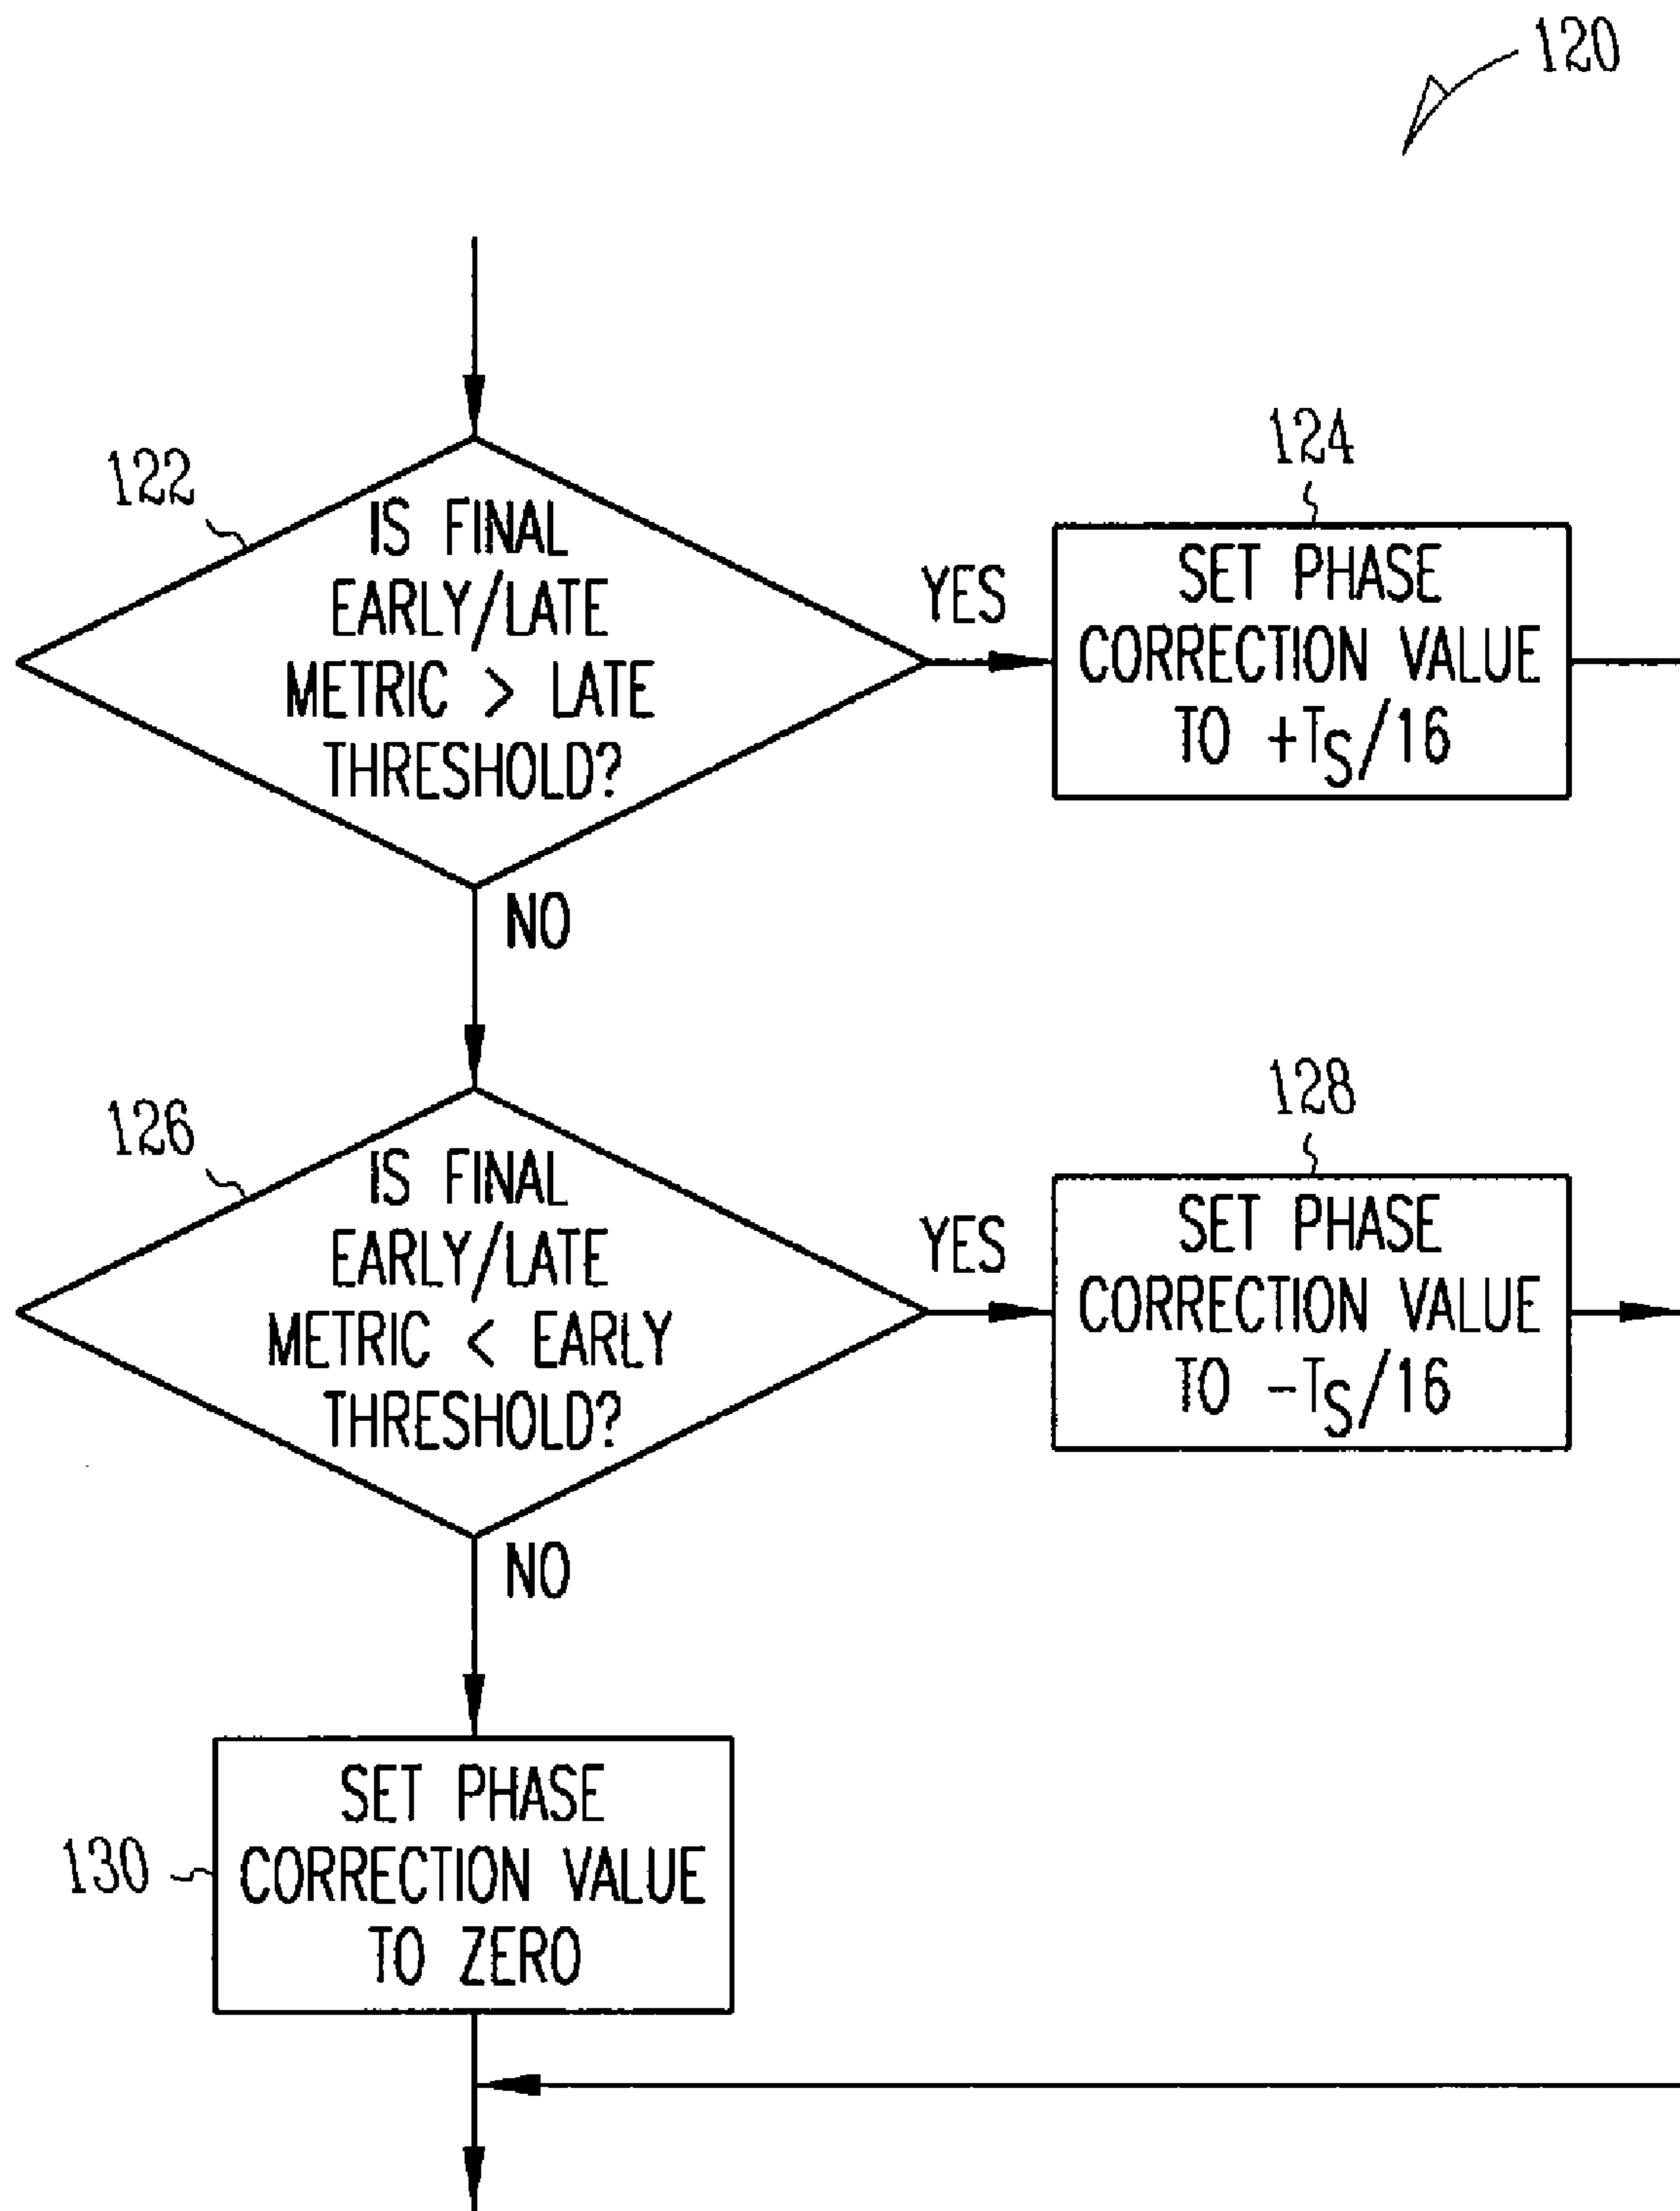 120
122
IS FINAL
EARLY/LATE
METRIC > LATE
THRESHOLD?
YES
124
SET PHASE
CORRECTION VALUE
TO +TS/16
NO
126
IS FINAL
EARLY/LATE
METRIC < EARLY
THRESHOLD?
YES
128
SET PHASE
CORRECTION VALUE
TO -TS/16
NO
130
SET PHASE
CORRECTION VALUE
TO ZERO